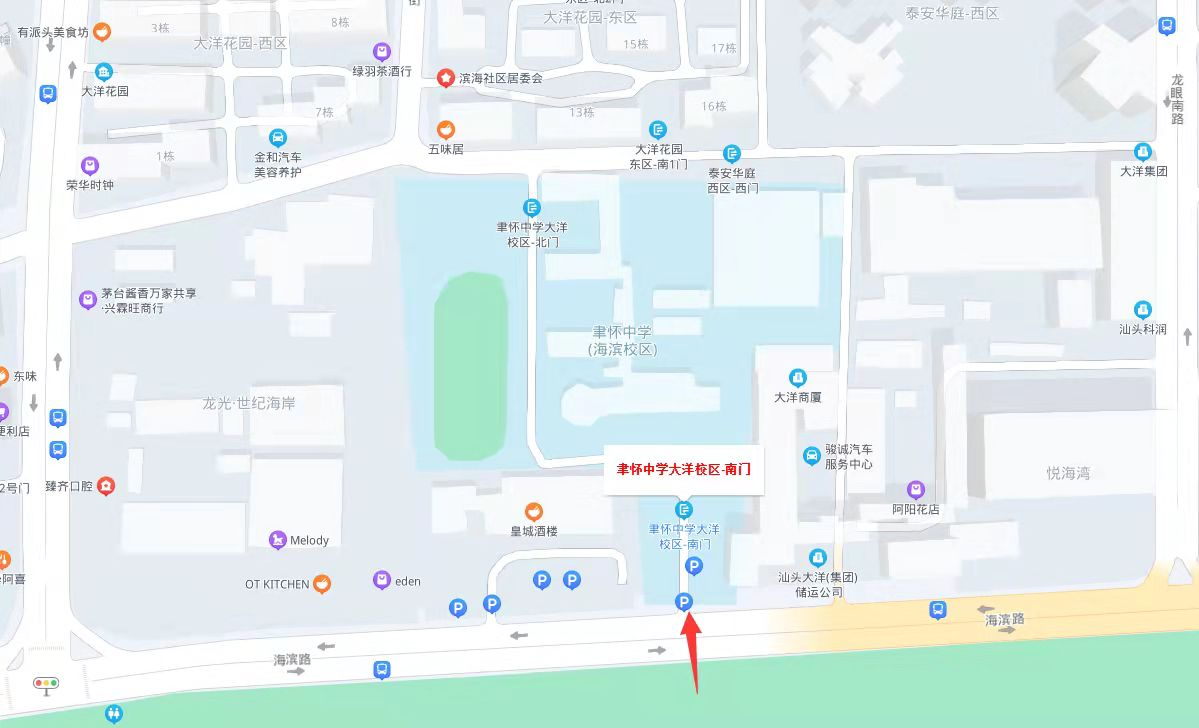 街
东区-北2门
泰安华庭-西区
有派头美食坊
3栋
8栋
大洋花园-东区
大洋花园-西区
15栋
17栋
绿羽茶酒行
滨海社区居委会
大洋花园
龙眼南路
7栋
13栋
16栋
1栋
金和汽车
美容养护
五味居
大洋花园
东区-南1门
泰安华庭
西区-西门
大洋集团
荣华时钟
聿怀中学大洋
校区-北门
茅台酱香万家共享
·兴霖旺商行
聿怀中学
(海滨校区)
汕头科润
东味
大洋商厦
龙光·世纪海岸
便利店
骏诚汽车
服务中心
聿怀中学大洋校区-南门
悦海湾
2号门
臻齐口腔
阿阳花店
皇城酒楼
聿怀中学大洋
校区-南门
Melody
阿喜
OT KITCHEN
eden
P
P
P
P
P
P
汕头大洋(集团)
储运公司
海滨路
海滨路